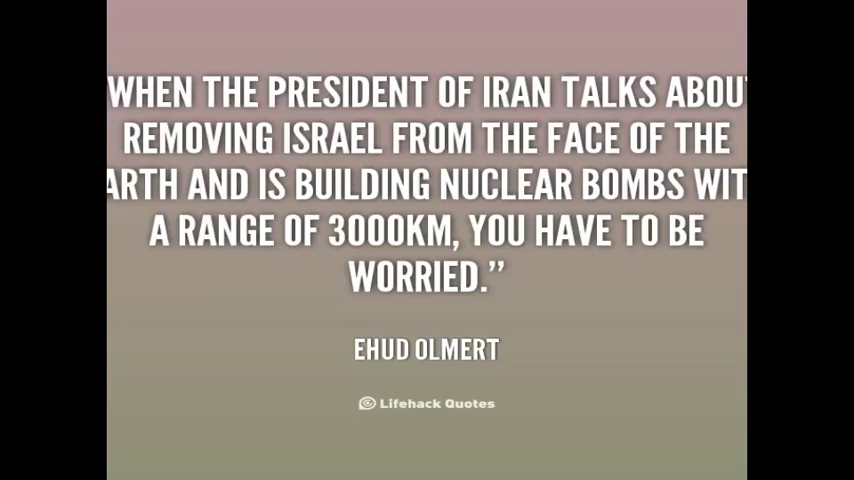 WHEN THE PRESIDENT OF IRAN TALKS ABOU
REMOVING ISRAEL FROM THE FACE OF THE
ARTH AND IS BUILDING NUCLEAR BOMBS WIT
A RANGE OF 3000KM, YOU HAVE TO BE
WORRIED.”
EHUD OLMERT
Lifehack Quotes